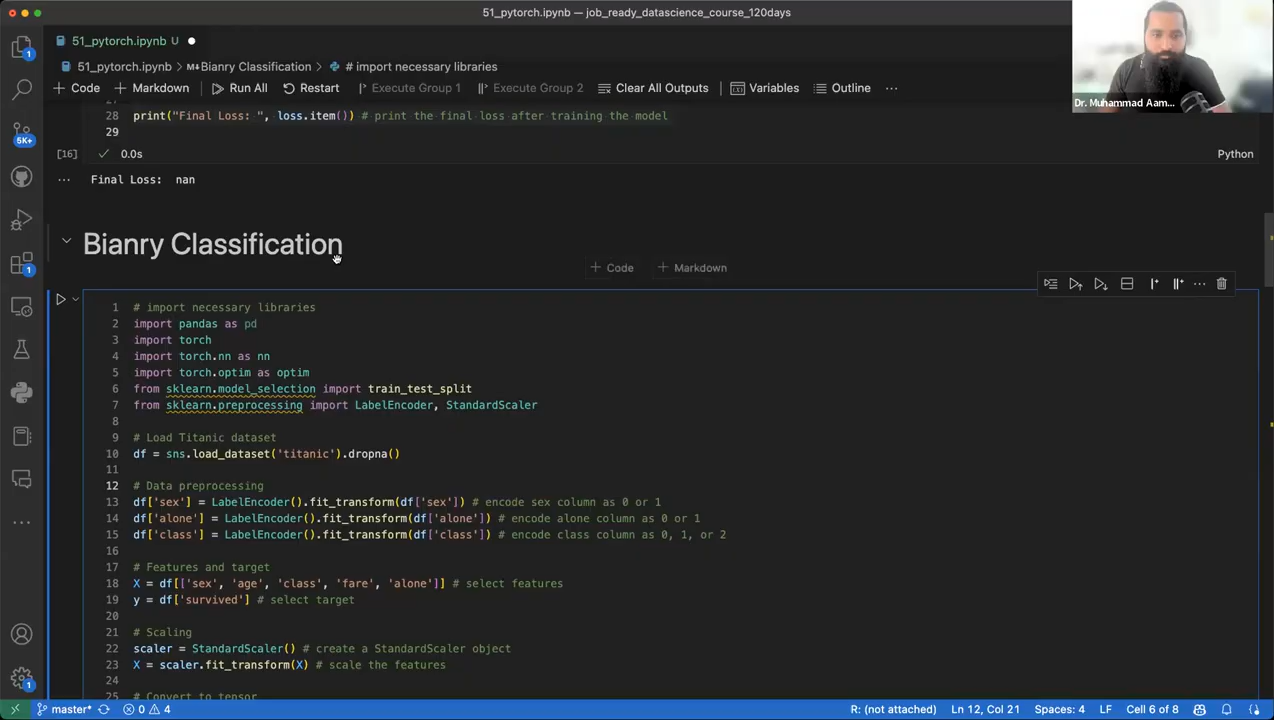 51_pytorch.ipynb — job_ready_datascience_course_120days
51_pytorch.ipynb U
51_pytorch.ipynb > M↓Bianry Classification > # import necessary libraries
+ Code + Markdown Run All Restart Execute Group 1 Execute Group 2 Clear All Outputs Variables Outline ...
Dr. Muhammad Aam...
28 print("Final Loss: ", loss.item()) # print the final loss after training the model
29
[16] 0.0s Python
... Final Loss: nan
Bianry Classification
+ Code + Markdown
1 # import necessary libraries
2 import pandas as pd
3 import torch
4 import torch.nn as nn
5 import torch.optim as optim
6 from sklearn.model_selection import train_test_split
7 from sklearn.preprocessing import LabelEncoder, StandardScaler
8
9 # Load Titanic dataset
10 df = sns.load_dataset('titanic').dropna()
11
12 # Data preprocessing
13 df['sex'] = LabelEncoder().fit_transform(df['sex']) # encode sex column as 0 or 1
14 df['alone'] = LabelEncoder().fit_transform(df['alone']) # encode alone column as 0 or 1
15 df['class'] = LabelEncoder().fit_transform(df['class']) # encode class column as 0, 1, or 2
16
17 # Features and target
18 X = df[['sex', 'age', 'class', 'fare', 'alone']] # select features
19 y = df['survived'] # select target
20
21 # Scaling
22 scaler = StandardScaler() # create a StandardScaler object
23 X = scaler.fit_transform(X) # scale the features
24
25 # Convert to tensor
1
5K+
1
1
master* 0 4 R: (not attached) Ln 12, Col 21 Spaces: 4 LF Cell 6 of 8